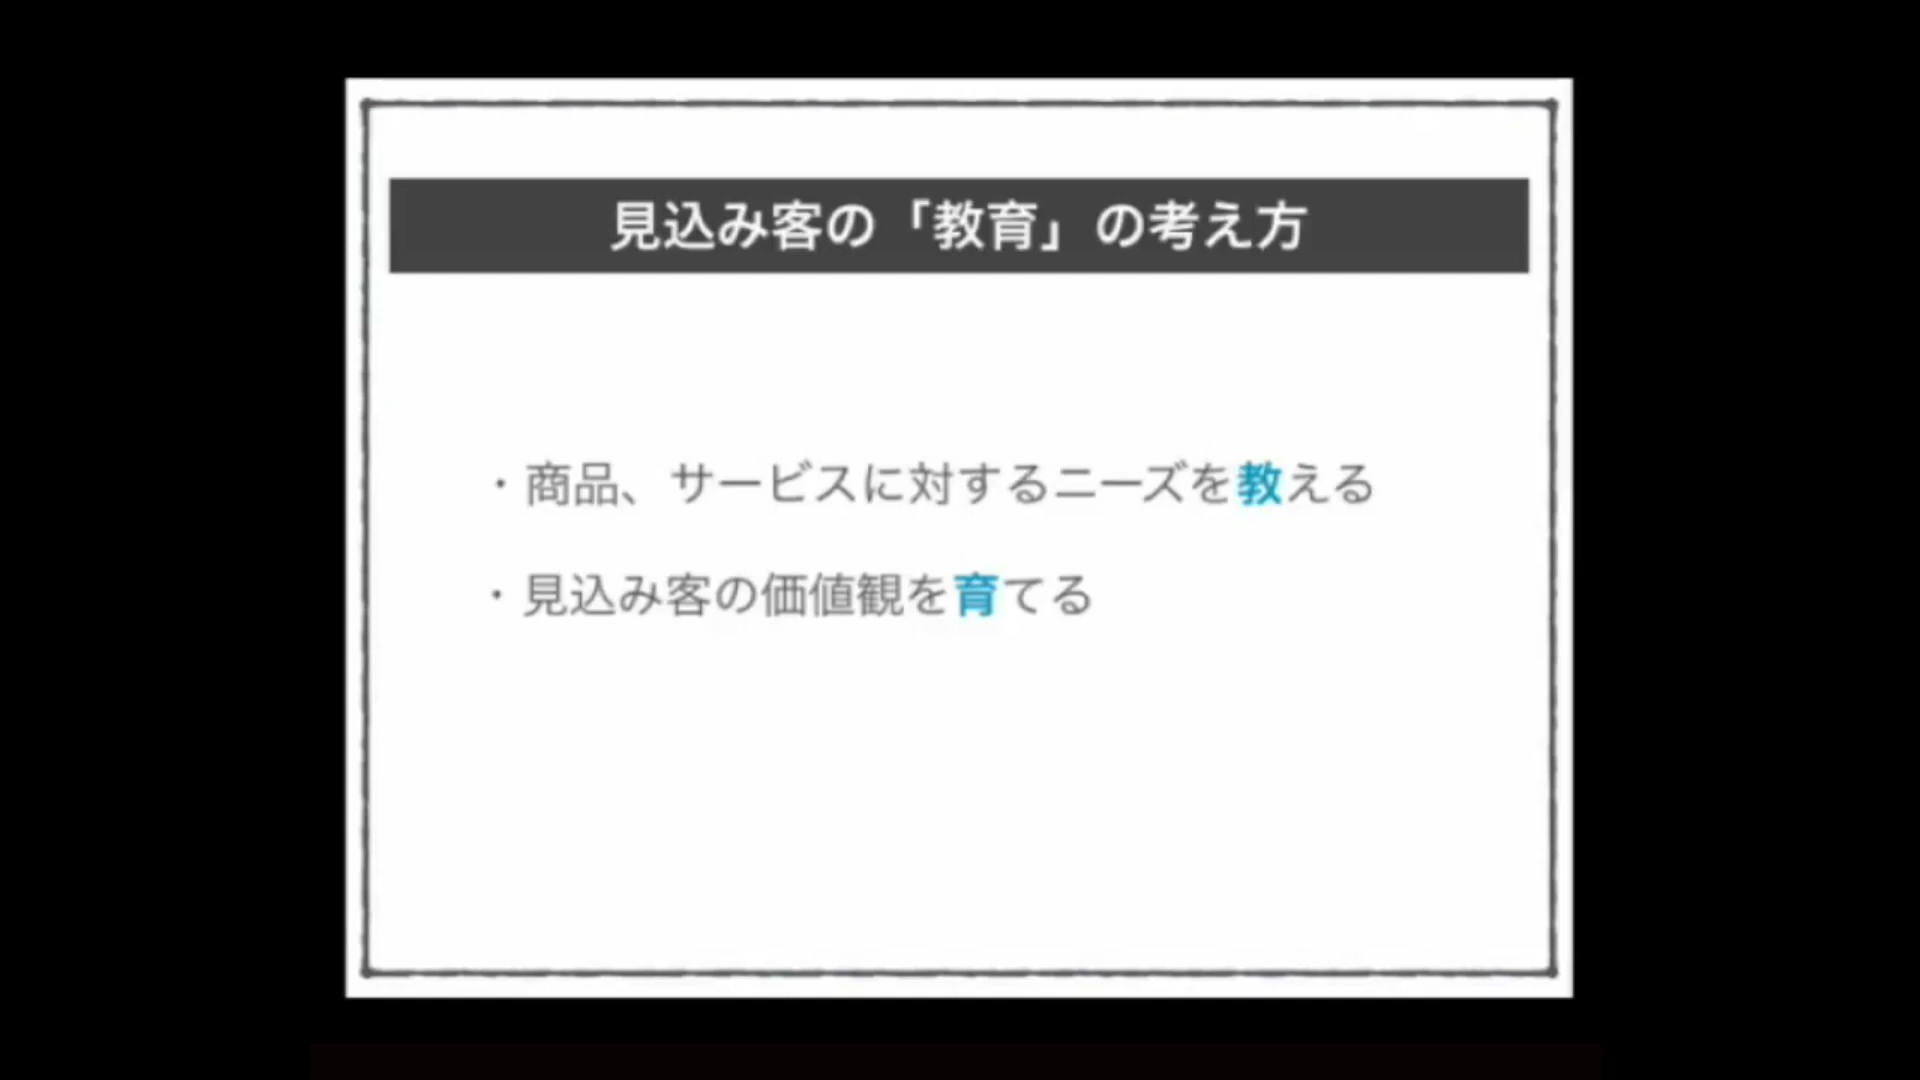 見込み客の「教育」の考え方
・商品、サービスに対するニーズを教える
・見込み客の価値観を育てる